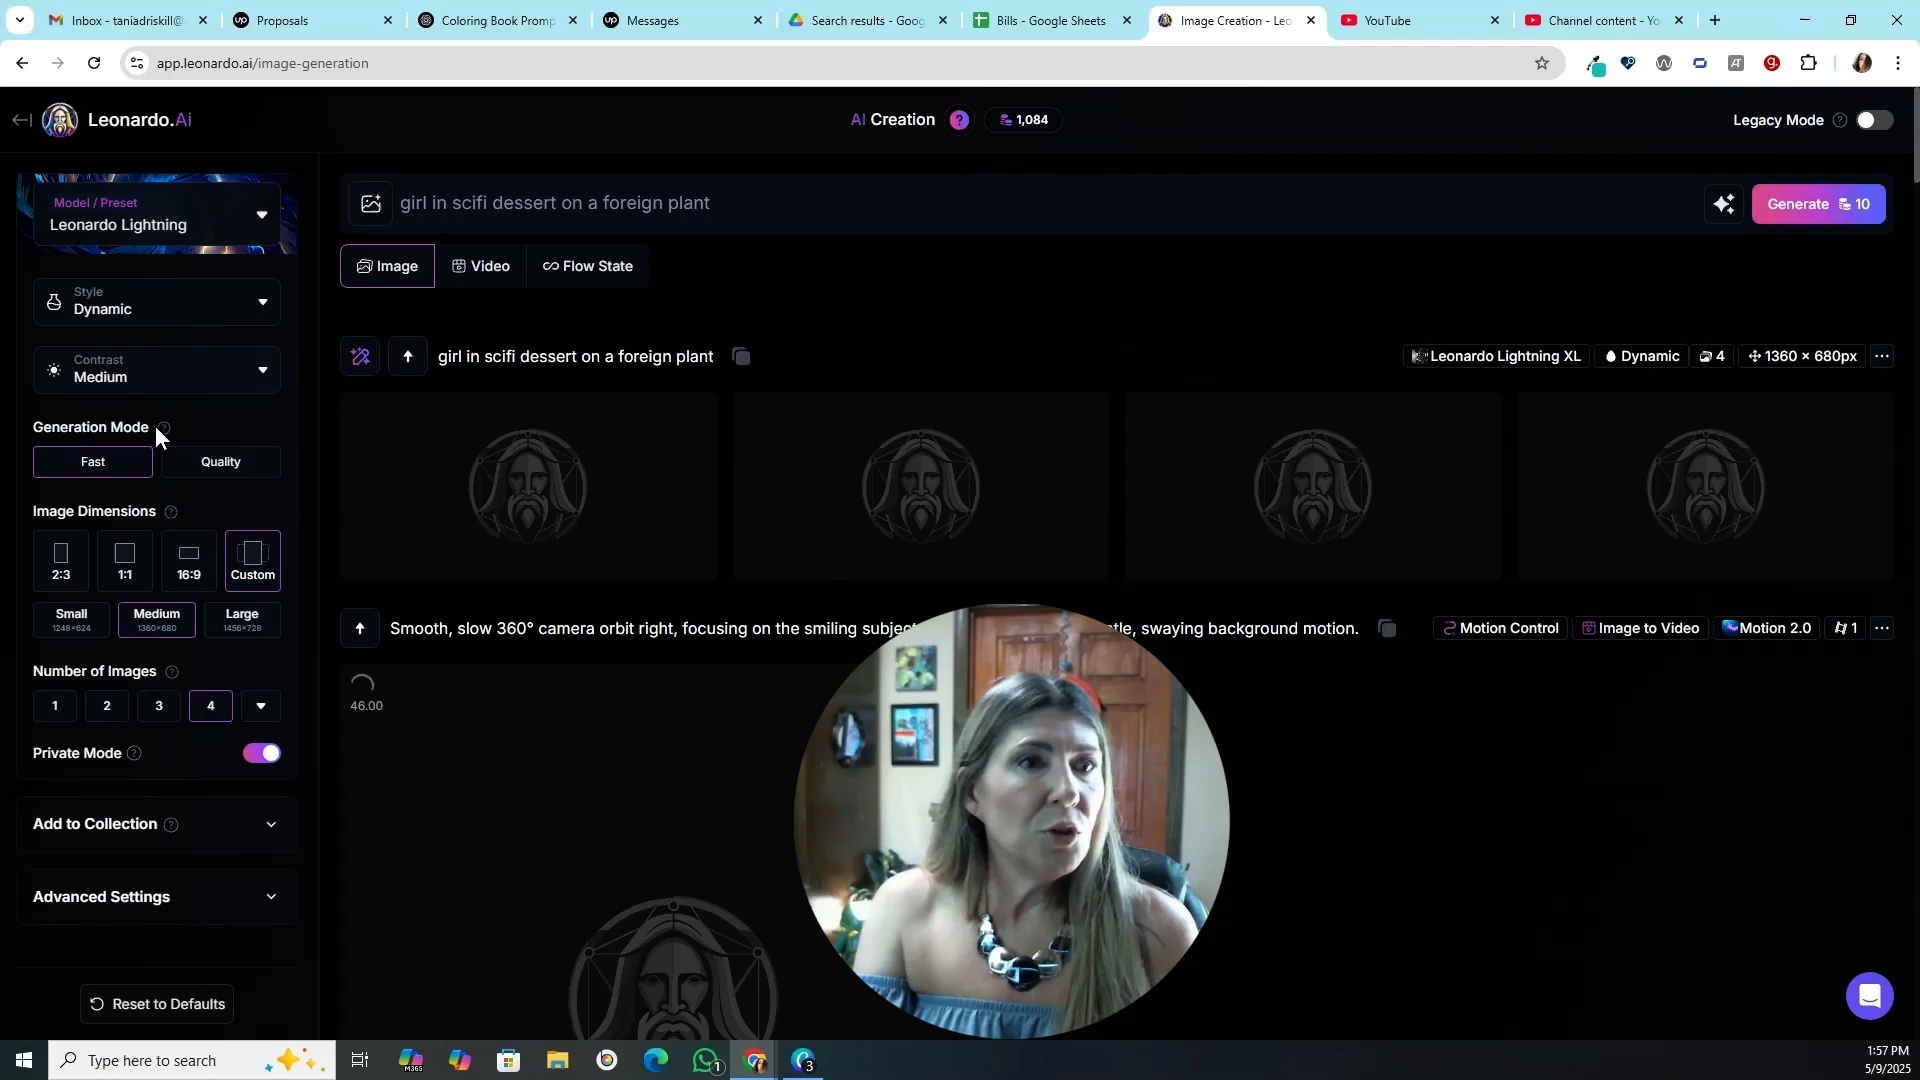 Inbox - taniadriskill@
Proposals
Coloring Book Promp
Messages
Search results - Goog
Bills - Google Sheets
Image Creation - Leo
YouTube
Channel content - Yo
app.leonardo.ai/image-generation
Leonardo.Ai
AI Creation
?
1,084
Legacy Mode
Model / Preset
Leonardo Lightning
girl in scifi dessert on a foreign plant
Generate 10
Image
Video
Flow State
Style
Dynamic
Contrast
Medium
girl in scifi dessert on a foreign plant
Leonardo Lightning XL
Dynamic
4
1360 × 680px
Generation Mode
Fast
Quality
Image Dimensions
2:3
1:1
16:9
Custom
Small
1248×624
Medium
1360×680
Large
1456×728
Smooth, slow 360° camera orbit right, focusing on the smiling subject
tle, swaying background motion.
Motion Control
Image to Video
Motion 2.0
1
Number of Images
1
2
3
4
46.00
Private Mode
Add to Collection
Advanced Settings
Reset to Defaults
Type here to search
M365
1
3
1:57 PM
5/9/2025